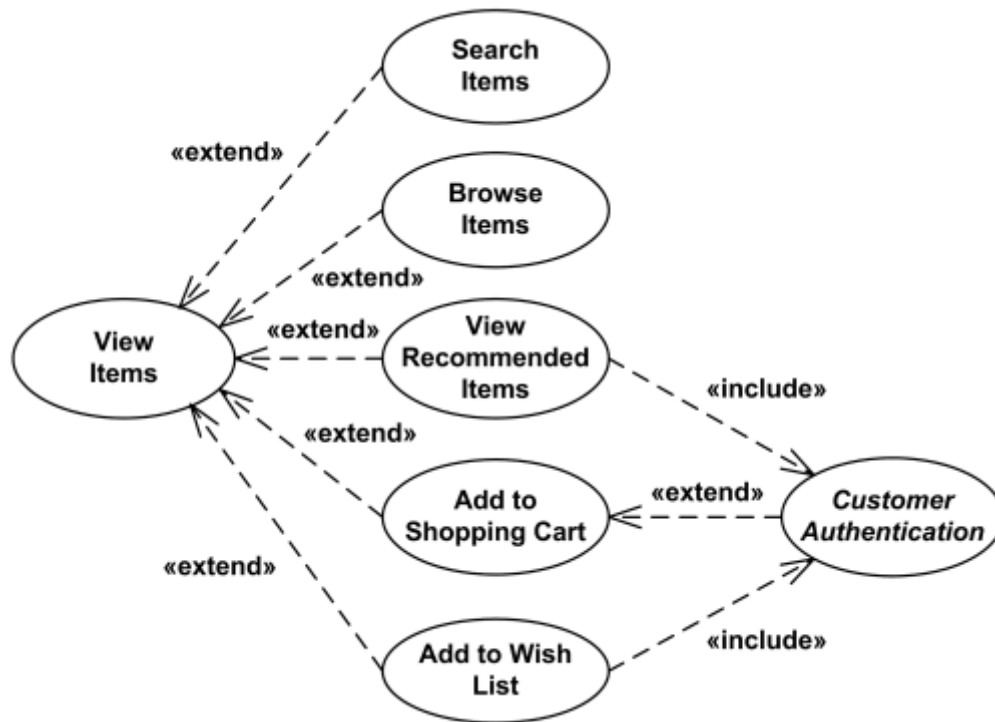 Search
Items
«extend»
Browse
Items
«extend»
View
Items
«extend»
View
Recommended
Items
«include»
«extend»
Add to
Shopping Cart
«extend»
Customer
Authentication
«extend»
Add to Wish
List
«include»